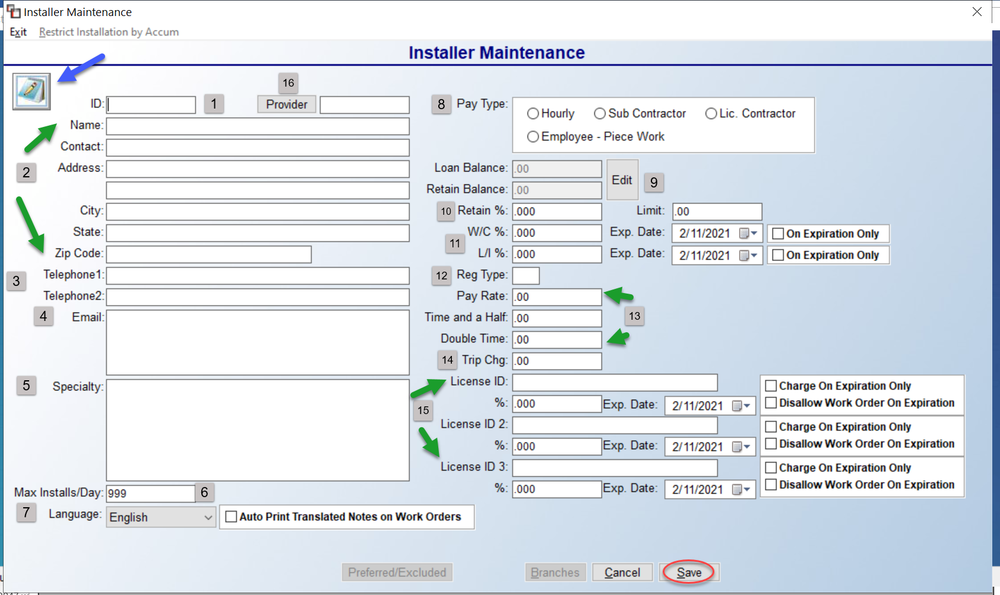 Installer Maintenance
Exit Restrict Installation by Accum
Installer Maintenance
16
ID: 1 Provider
Name:
Contact:
2 Address:
City:
State:
Zip Code:
3 Telephone1:
Telephone2:
4 Email:
5 Specialty:
Max Installs/Day: 999 6
7 Language: English Auto Print Translated Notes on Work Orders
8 Pay Type: Hourly Sub Contractor Lic. Contractor
Employee - Piece Work
Loan Balance: .00 Edit 9
Retain Balance: .00
10 Retain %: .000 Limit: .00
W/C %: .000 Exp. Date: 2/11/2021 On Expiration Only
11
L/I %: .000 Exp. Date: 2/11/2021 On Expiration Only
12 Reg Type:
Pay Rate: .00
Time and a Half: .00 13
Double Time: .00
14 Trip Chg: .00
License ID: Charge On Expiration Only
%: .000 Exp. Date: 2/11/2021 Disallow Work Order On Expiration
15
License ID 2: Charge On Expiration Only
%: .000 Exp. Date: 2/11/2021 Disallow Work Order On Expiration
License ID 3: Charge On Expiration Only
%: .000 Exp. Date: 2/11/2021 Disallow Work Order On Expiration
Preferred/Excluded Branches Cancel Save